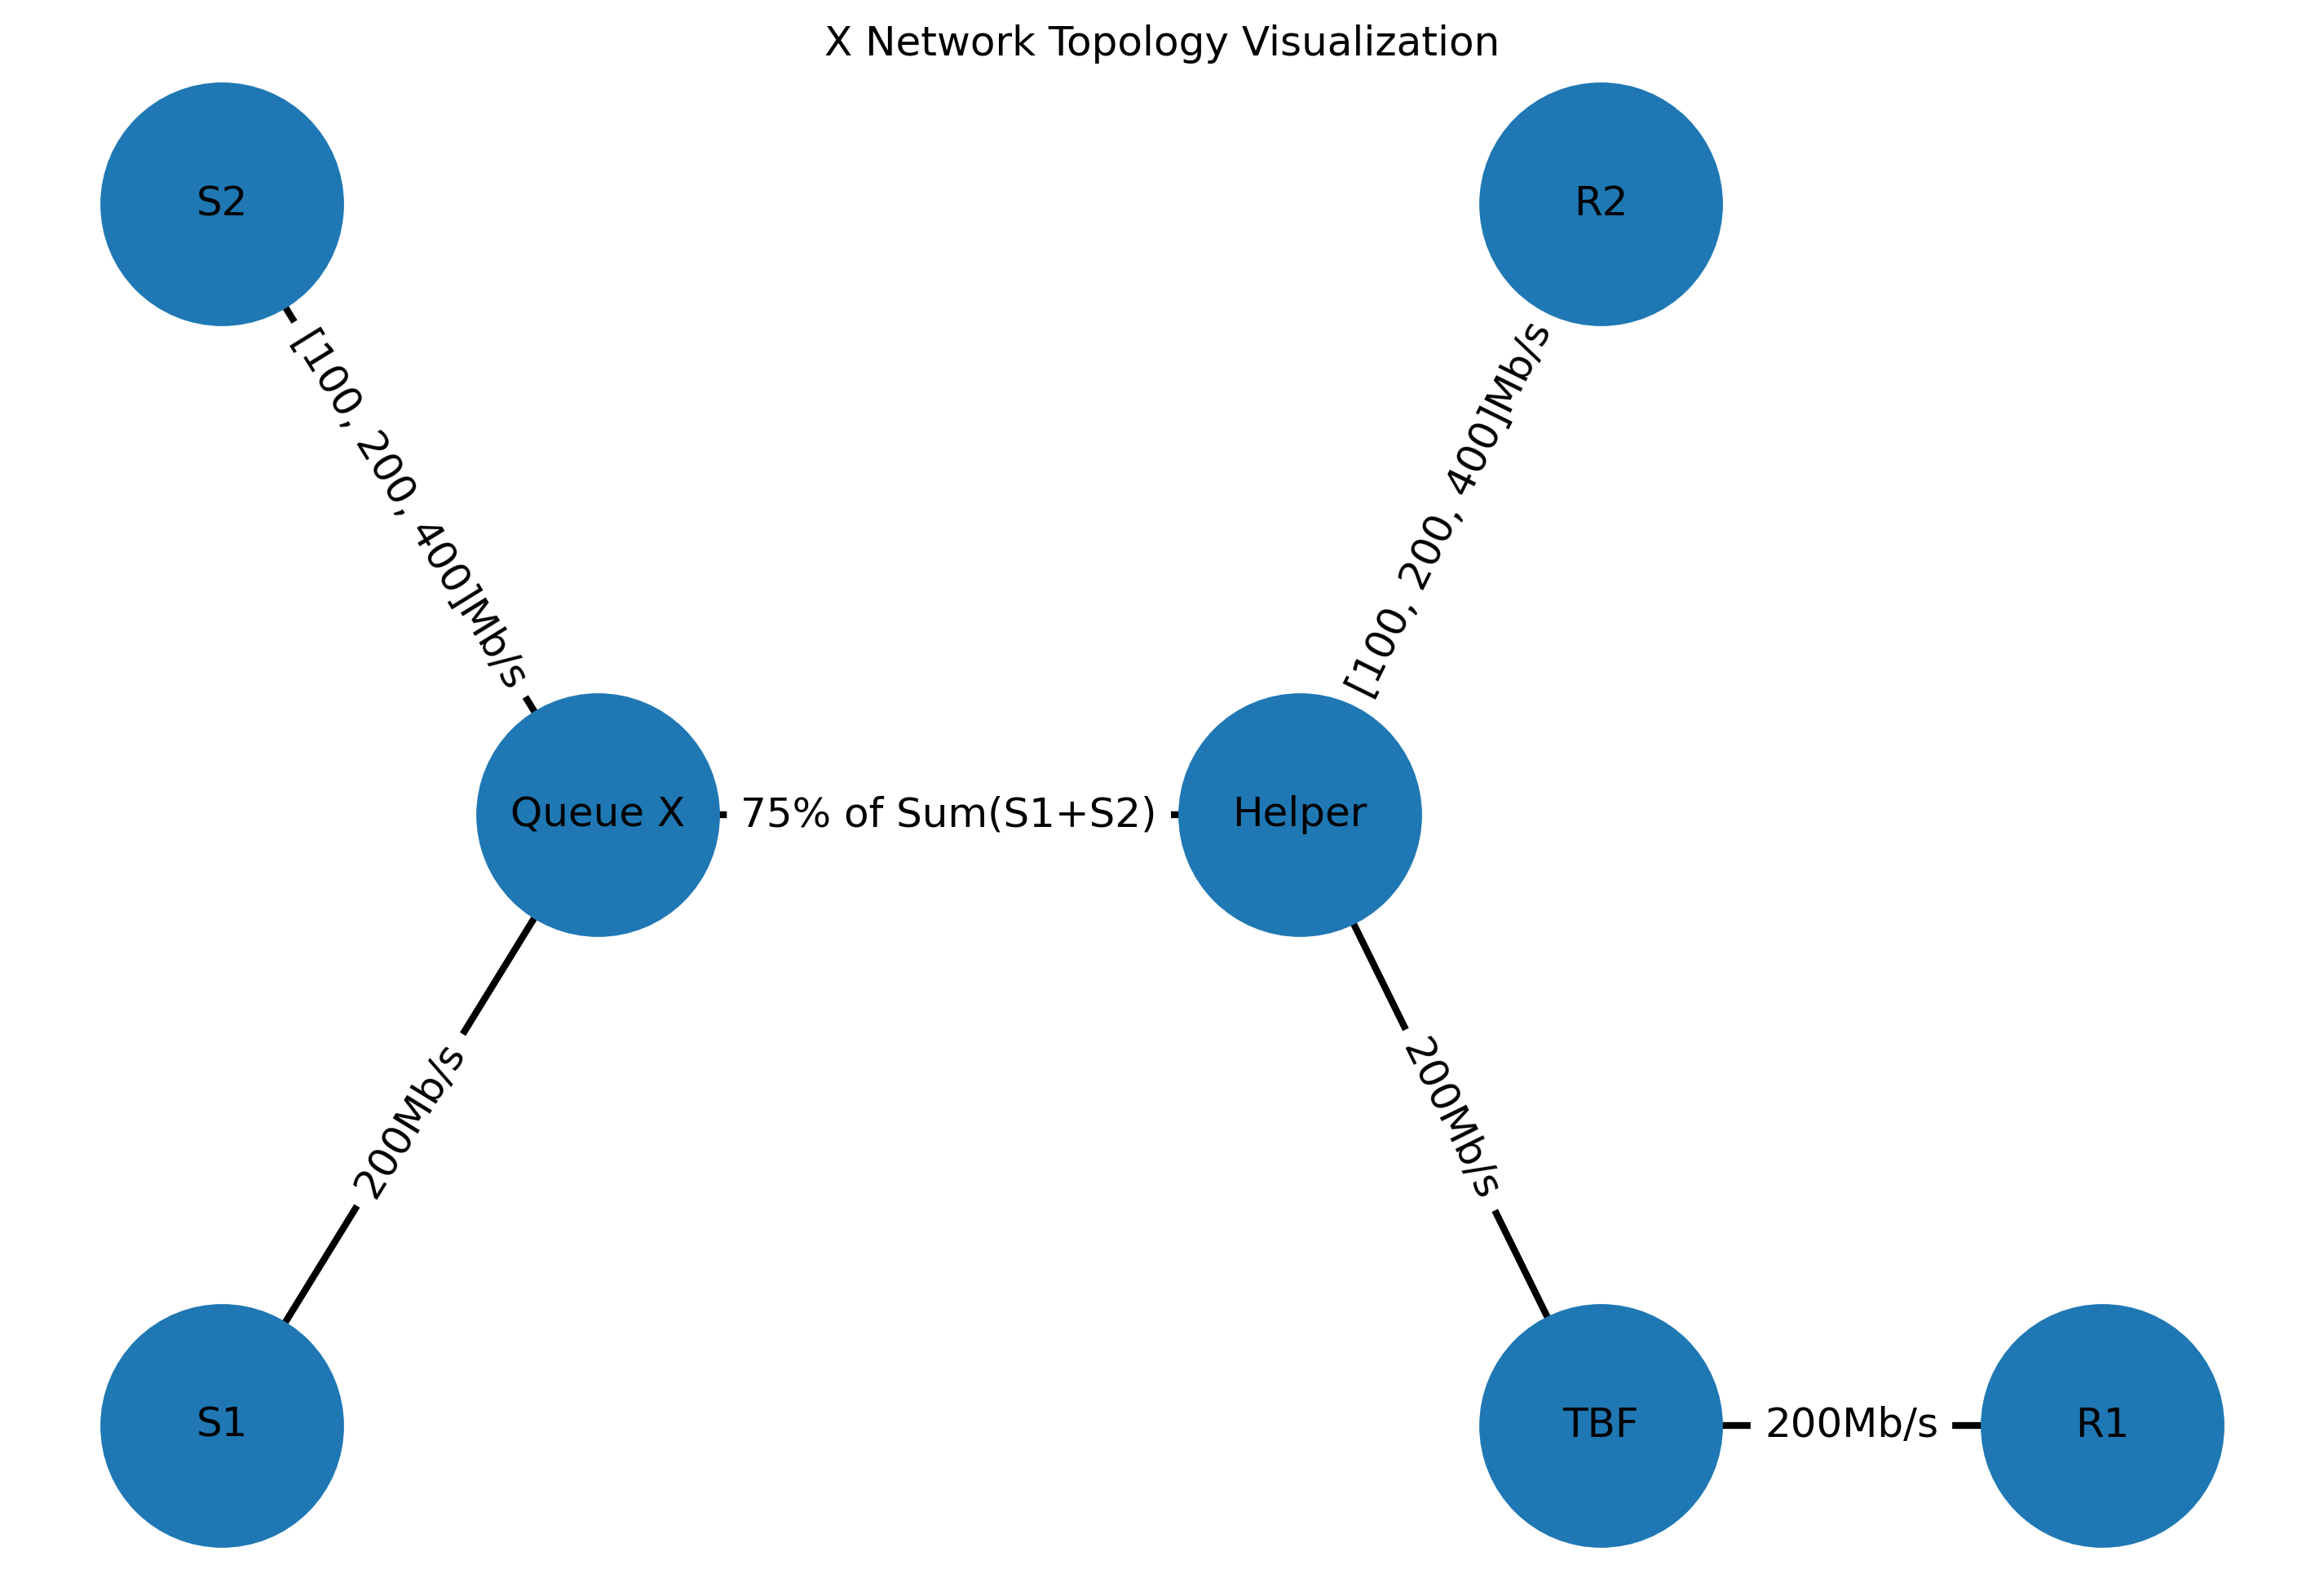 X Network Topology Visualization
S2
R2
[100, 200, 400]Mb/s
[100, 200, 400]Mb/s
Queue X
75% of Sum(S1+S2)
Helper
200Mb/s
200Mb/s
S1
TBF
200Mb/s
R1